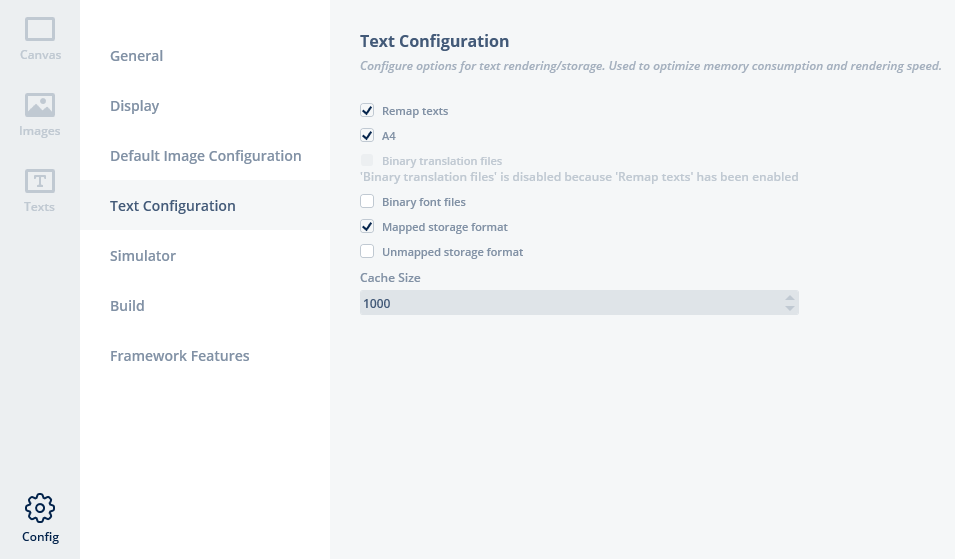 Canvas
Images
Texts
Config
General
Display
Default Image Configuration
Text Configuration
Simulator
Build
Framework Features
Text Configuration
Configure options for text rendering/storage. Used to optimize memory consumption and rendering speed.
Remap texts
A4
Binary translation files
'Binary translation files' is disabled because 'Remap texts' has been enabled
Binary font files
Mapped storage format
Unmapped storage format
Cache Size
1000